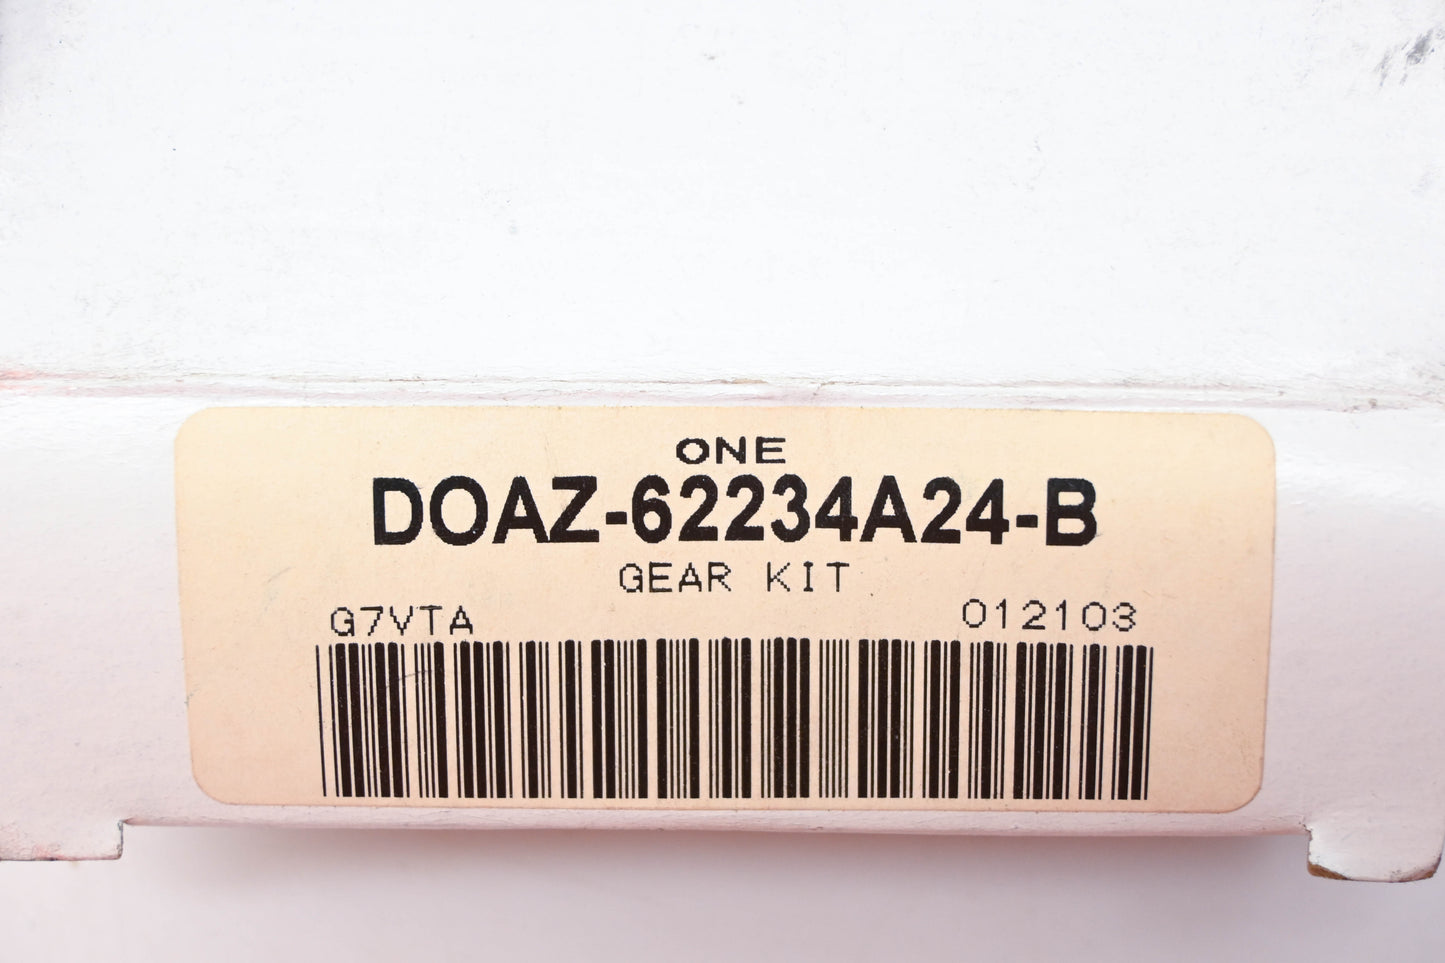 ONE
DOAZ-62234A24-B
GEAR KIT
G7VTA 012103